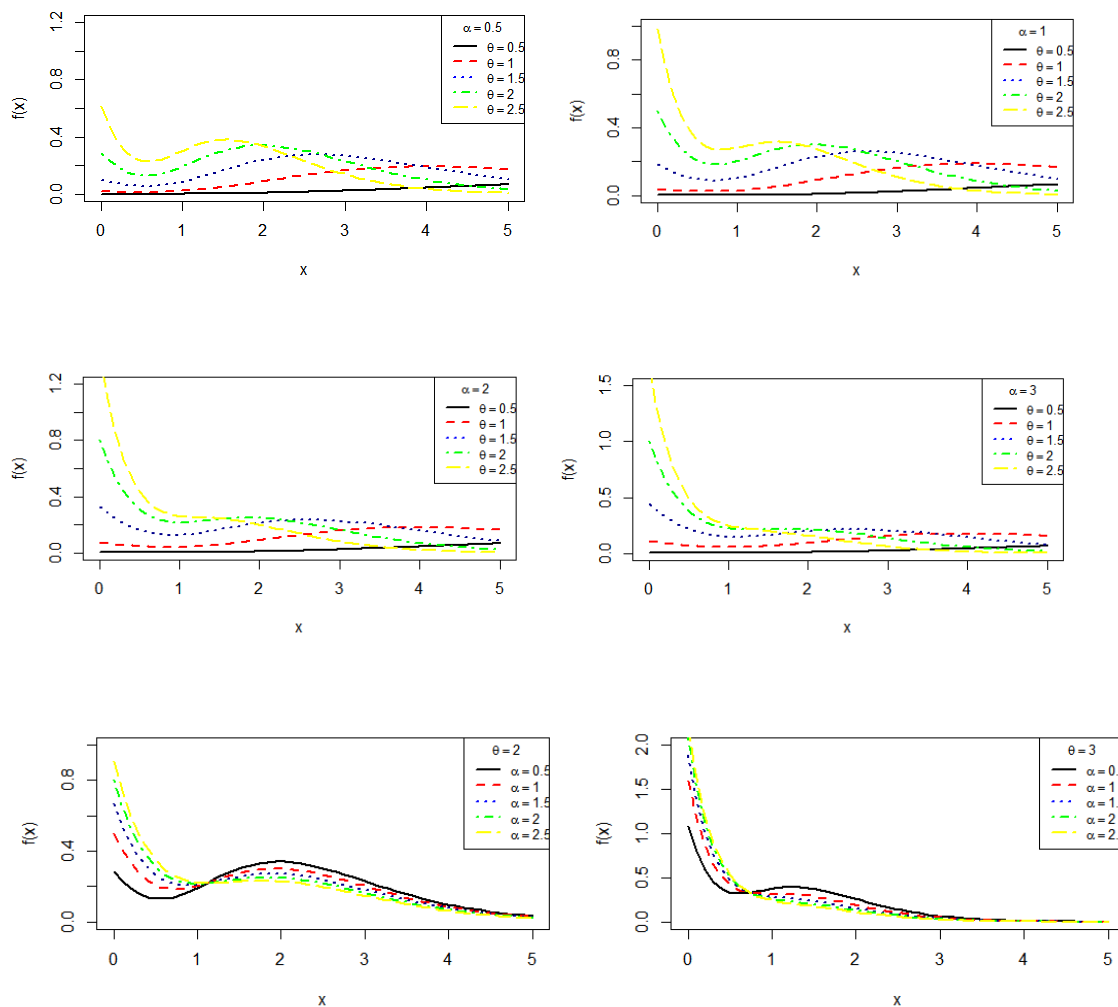 1.2
0.8
0.4
0.0
f(x)
0 1 2 3 4 5
x
α = 0.5
θ = 0.5
θ = 1
θ = 1.5
θ = 2
θ = 2.5
0.8
0.4
0.0
f(x)
0 1 2 3 4 5
x
α = 1
θ = 0.5
θ = 1
θ = 1.5
θ = 2
θ = 2.5
1.2
0.8
0.4
0.0
f(x)
0 1 2 3 4 5
x
α = 2
θ = 0.5
θ = 1
θ = 1.5
θ = 2
θ = 2.5
1.5
1.0
0.5
0.0
f(x)
0 1 2 3 4 5
x
α = 3
θ = 0.5
θ = 1
θ = 1.5
θ = 2
θ = 2.5
0.8
0.4
0.0
f(x)
0 1 2 3 4 5
x
θ = 2
α = 0.5
α = 1
α = 1.5
α = 2
α = 2.5
2.0
1.5
1.0
0.5
0.0
f(x)
0 1 2 3 4 5
x
θ = 3
α = 0.
α = 1
α = 1.
α = 2
α = 2.